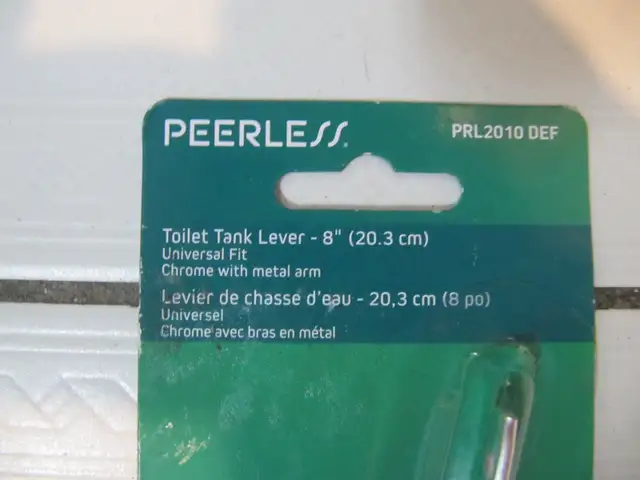 PEERLESS
PRL2010 DEF
Toilet Tank Lever - 8" (20.3 cm)
Universal Fit
Chrome with metal arm
Levier de chasse d'eau - 20,3 cm (8 po)
Universel
Chrome avec bras en métal